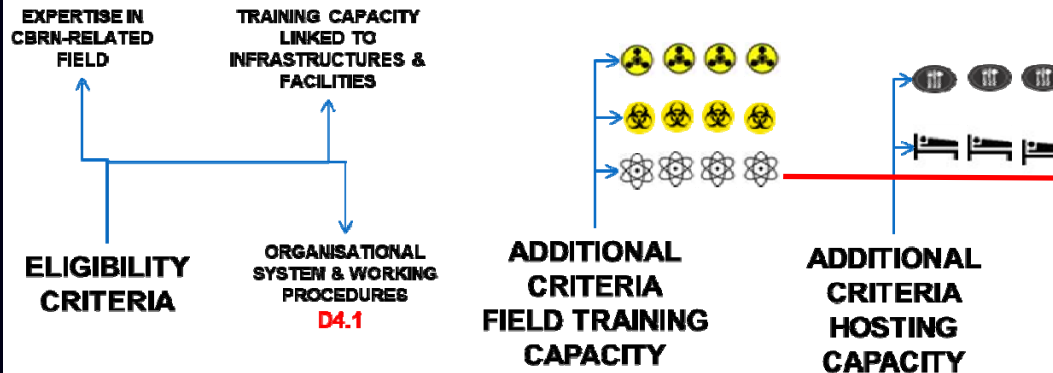 EXPERTISE IN
CBRN-RELATED
FIELD
TRAINING CAPACITY
LINKED TO
INFRASTRUCTURES &
FACILITIES
ELIGIBILITY
CRITERIA
ORGANISATIONAL
SYSTEM & WORKING
PROCEDURES
D4.1
ADDITIONAL
CRITERIA
FIELD TRAINING
CAPACITY
ADDITIONAL
CRITERIA
HOSTING
CAPACITY